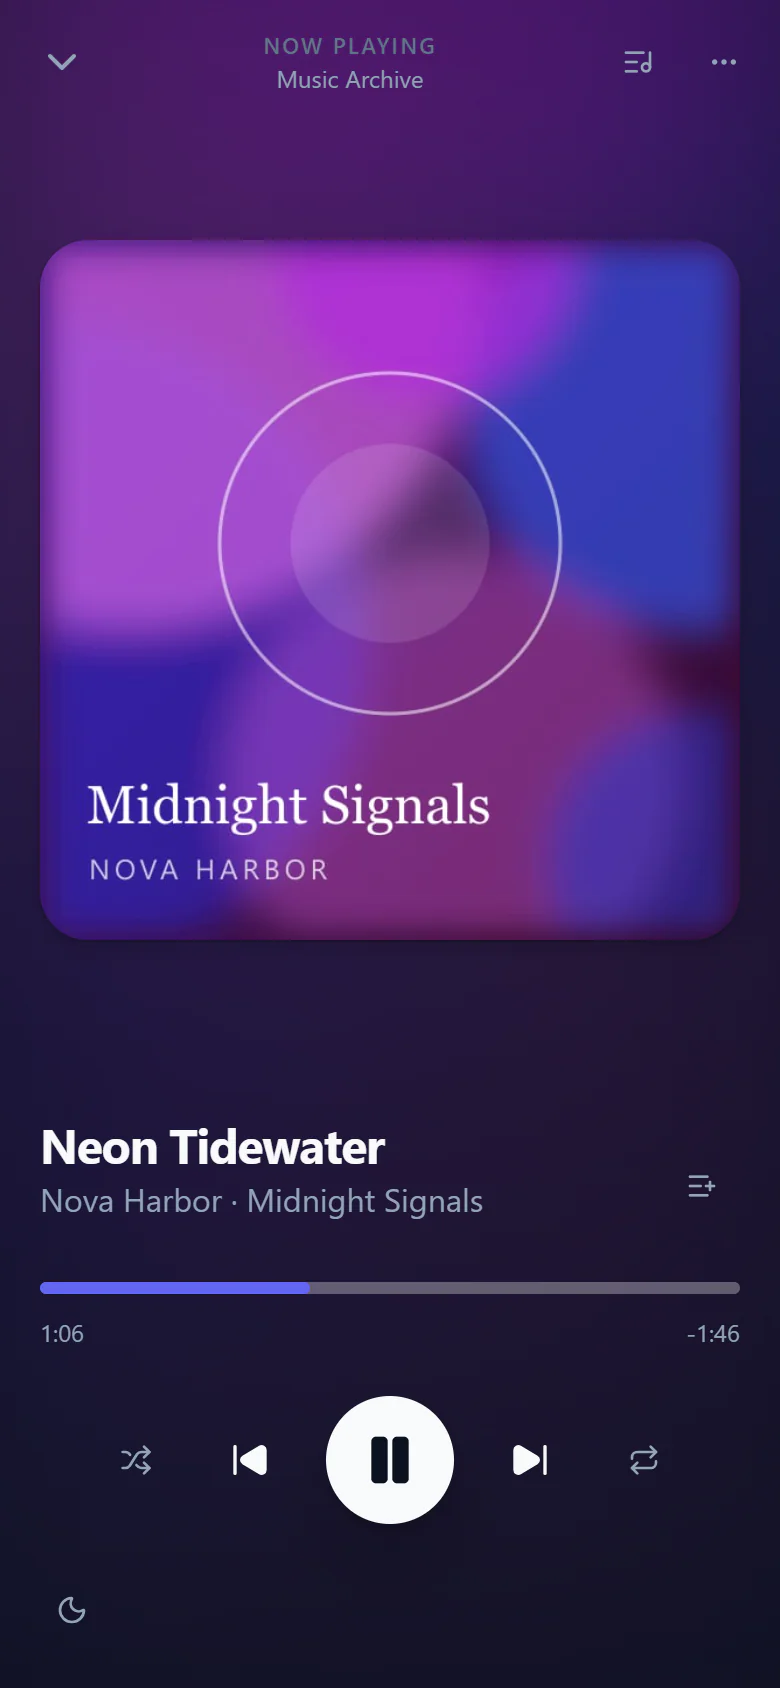 NOW PLAYING
Music Archive
Midnight Signals
NOVA HARBOR
Neon Tidewater
Nova Harbor · Midnight Signals
1:06
-1:46